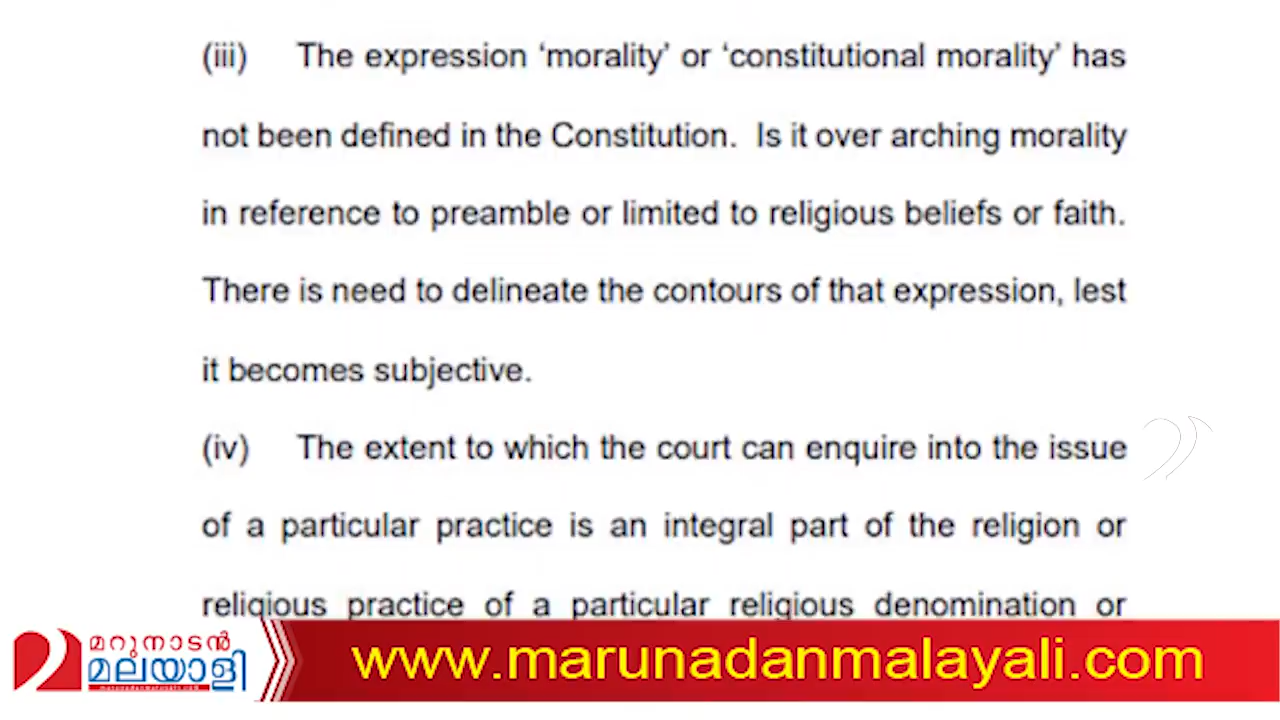 (iii) The expression ‘morality’ or ‘constitutional morality’ has
not been defined in the Constitution. Is it over arching morality
in reference to preamble or limited to religious beliefs or faith.
There is need to delineate the contours of that expression, lest
it becomes subjective.
(iv) The extent to which the court can enquire into the issue
of a particular practice is an integral part of the religion or
religious practice of a particular religious denomination or
മറുനാടൻ
മലയാളി
www.marunadanmalayali.com